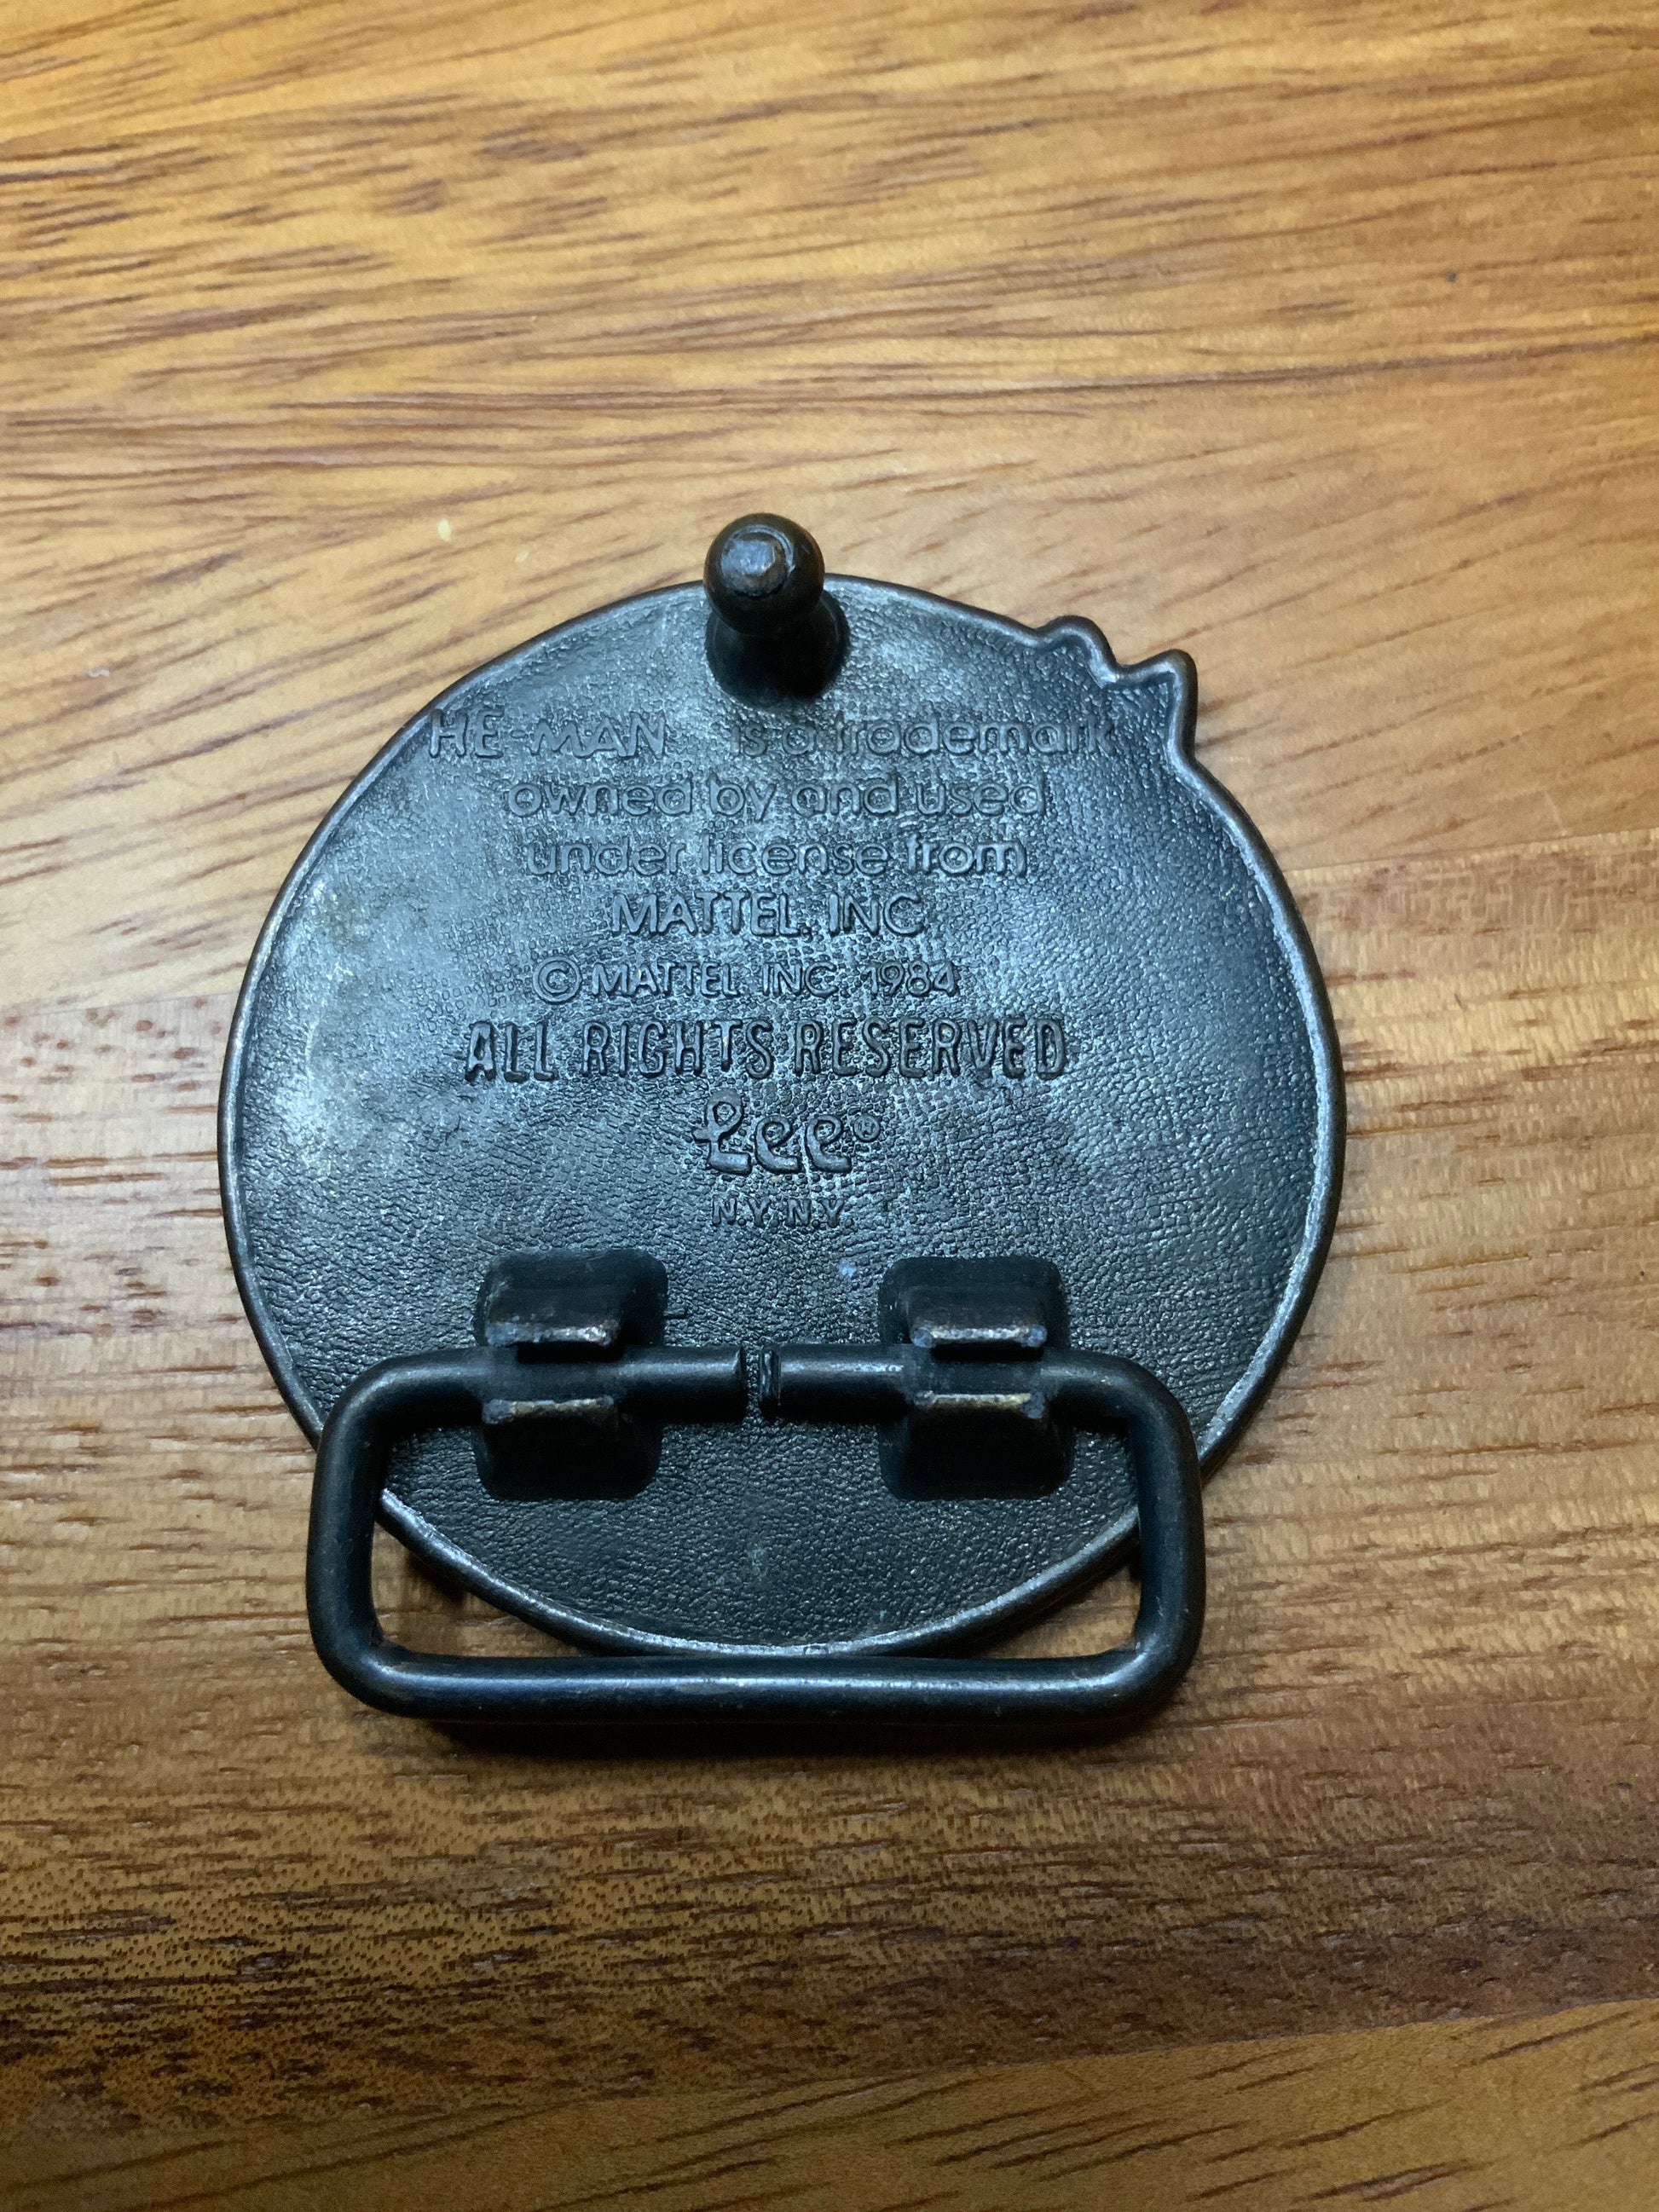 HE-MAN is a trademark
owned by and used
under license from
MATTEL, INC
© MATTEL, INC. 1984
ALL RIGHTS RESERVED
Lee®
N.Y. N.Y.